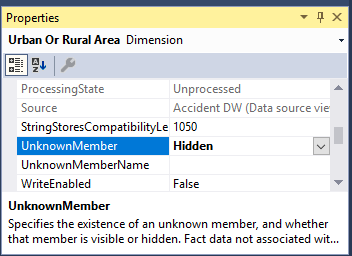 Properties
Urban Or Rural Area Dimension
ProcessingState Unprocessed
Source Accident DW (Data source vie
StringStoresCompatibilityLe 1050
UnknownMember Hidden
UnknownMemberName
WriteEnabled False
UnknownMember
Specifies the existence of an unknown member, and whether
that member is visible or hidden. Fact data not associated wit...